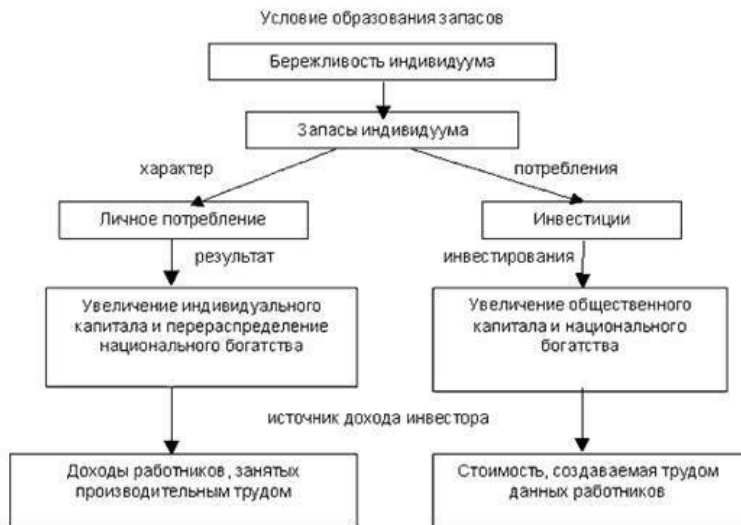 Условие образования запасов
Бережливость индивидуума
Запасы индивидуума
характер
потребления
Личное потребление
Инвестиции
результат
инвестирования
Увеличение индивидуального
капитала и перераспределение
национального богатства
Увеличение общественного
капитала и национального
богатства
источник дохода инвестора
Доходы работников, занятых
производительным трудом
Стоимость, создаваемая трудом
данных работников